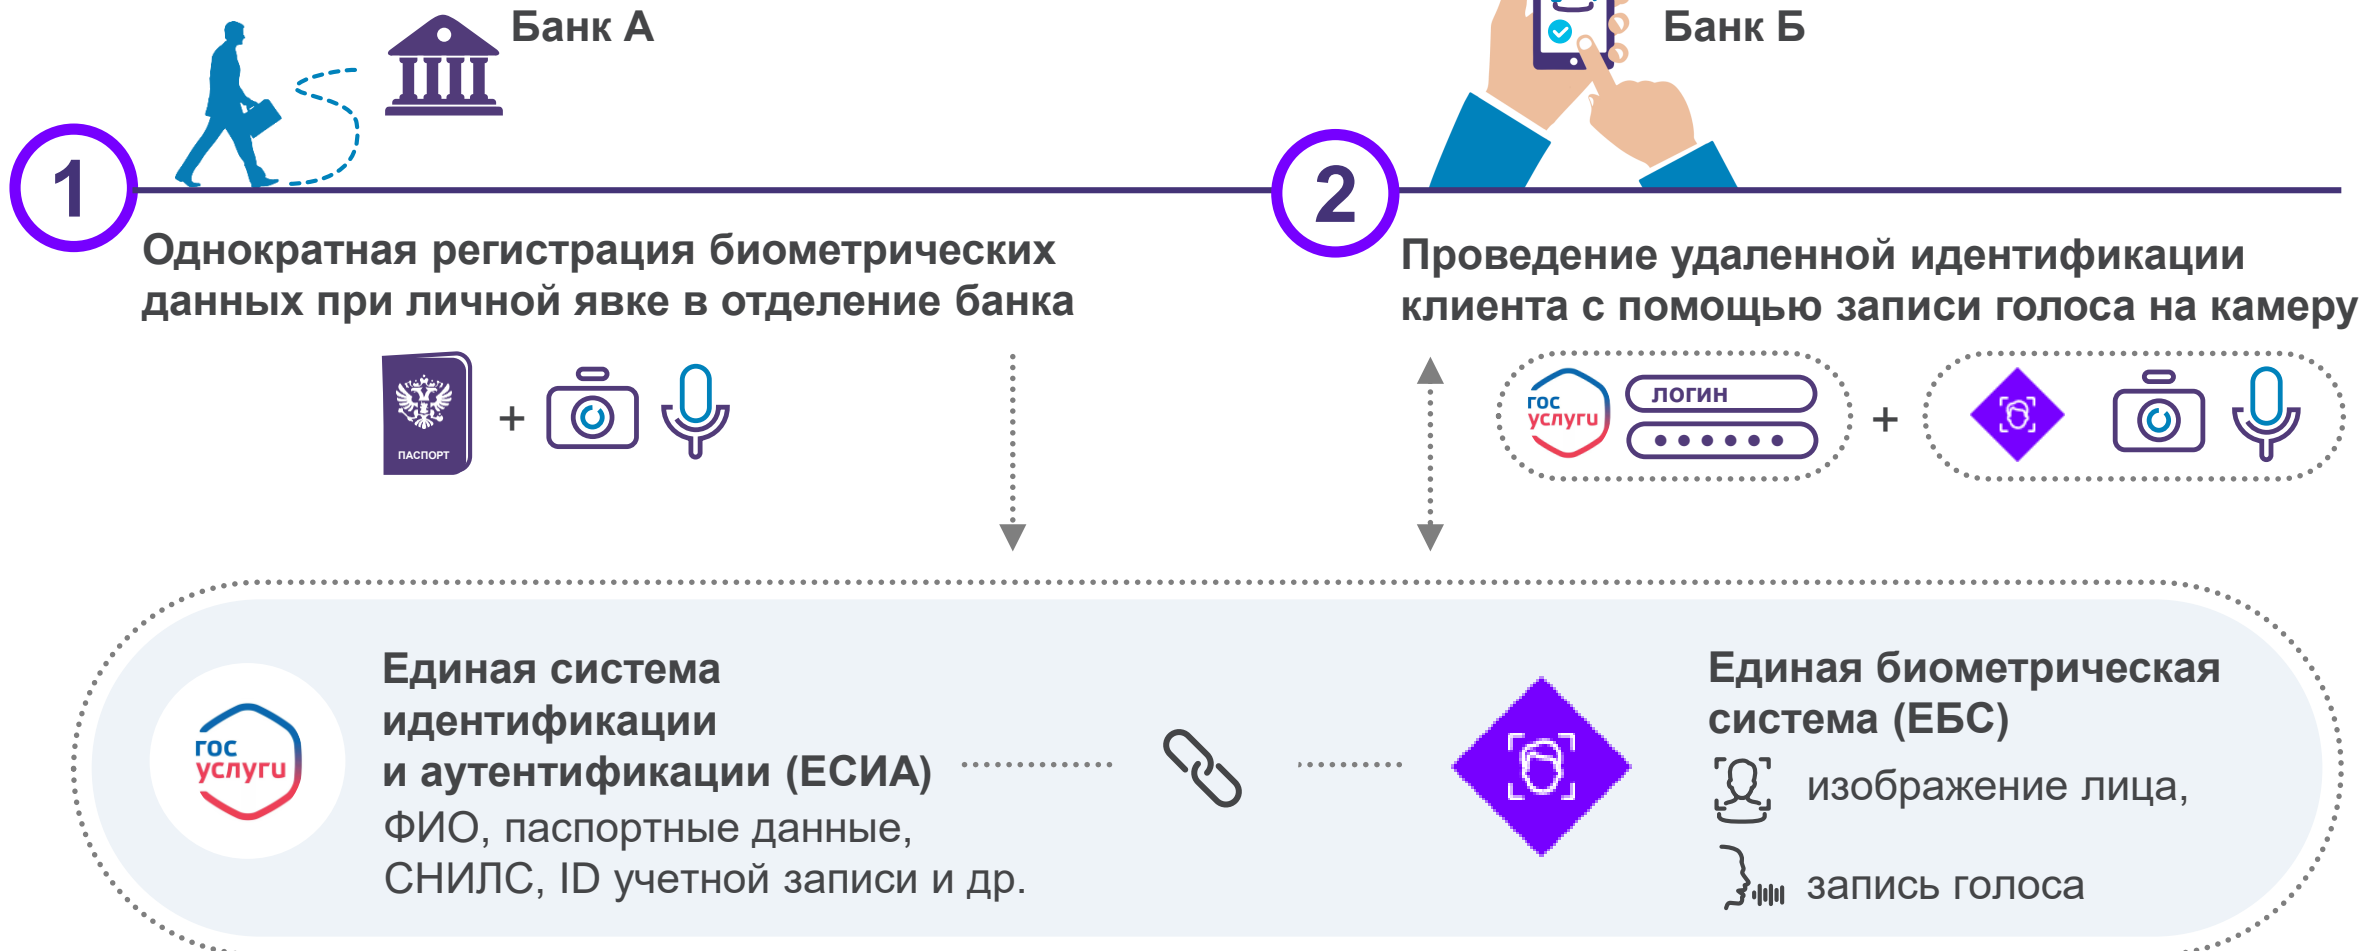 Банк А
Банк Б
1
2
Однократная регистрация биометрических
данных при личной явке в отделение банка
Проведение удаленной идентификации
клиента с помощью записи голоса на камеру
ПАСПОРТ
+
гос
услуги
ЛОГИН
+
Единая система
идентификации
и аутентификации (ЕСИА)
ФИО, паспортные данные,
СНИЛС, ID учетной записи и др.
гос
услуги
Единая биометрическая
система (ЕБС)
изображение лица,
запись голоса